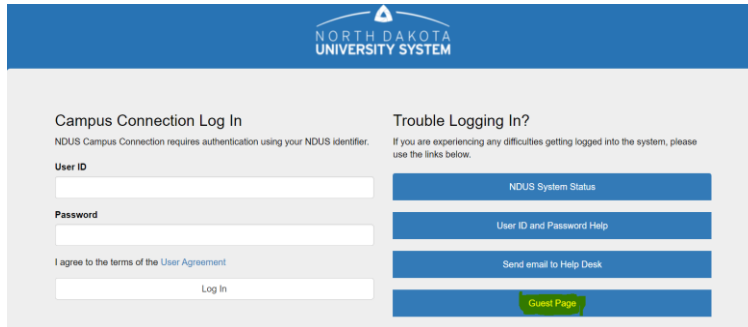 NORTH DAKOTA
UNIVERSITY SYSTEM
Campus Connection Log In
NDUS Campus Connection requires authentication using your NDUS identifier.
User ID
Password
I agree to the terms of the User Agreement
Log In
Trouble Logging In?
If you are experiencing any difficulties getting logged into the system, please
use the links below.
NDUS System Status
User ID and Password Help
Send email to Help Desk
Guest Page